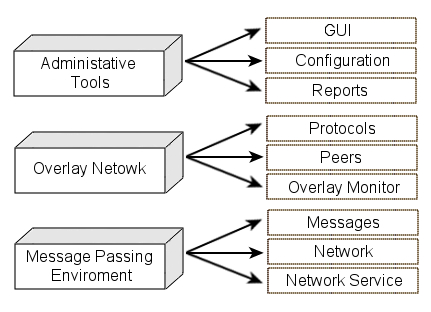 Administative
Tools
GUI
Configuration
Reports
Overlay Netowk
Protocols
Peers
Overlay Monitor
Message Passing
Enviroment
Messages
Network
Network Service